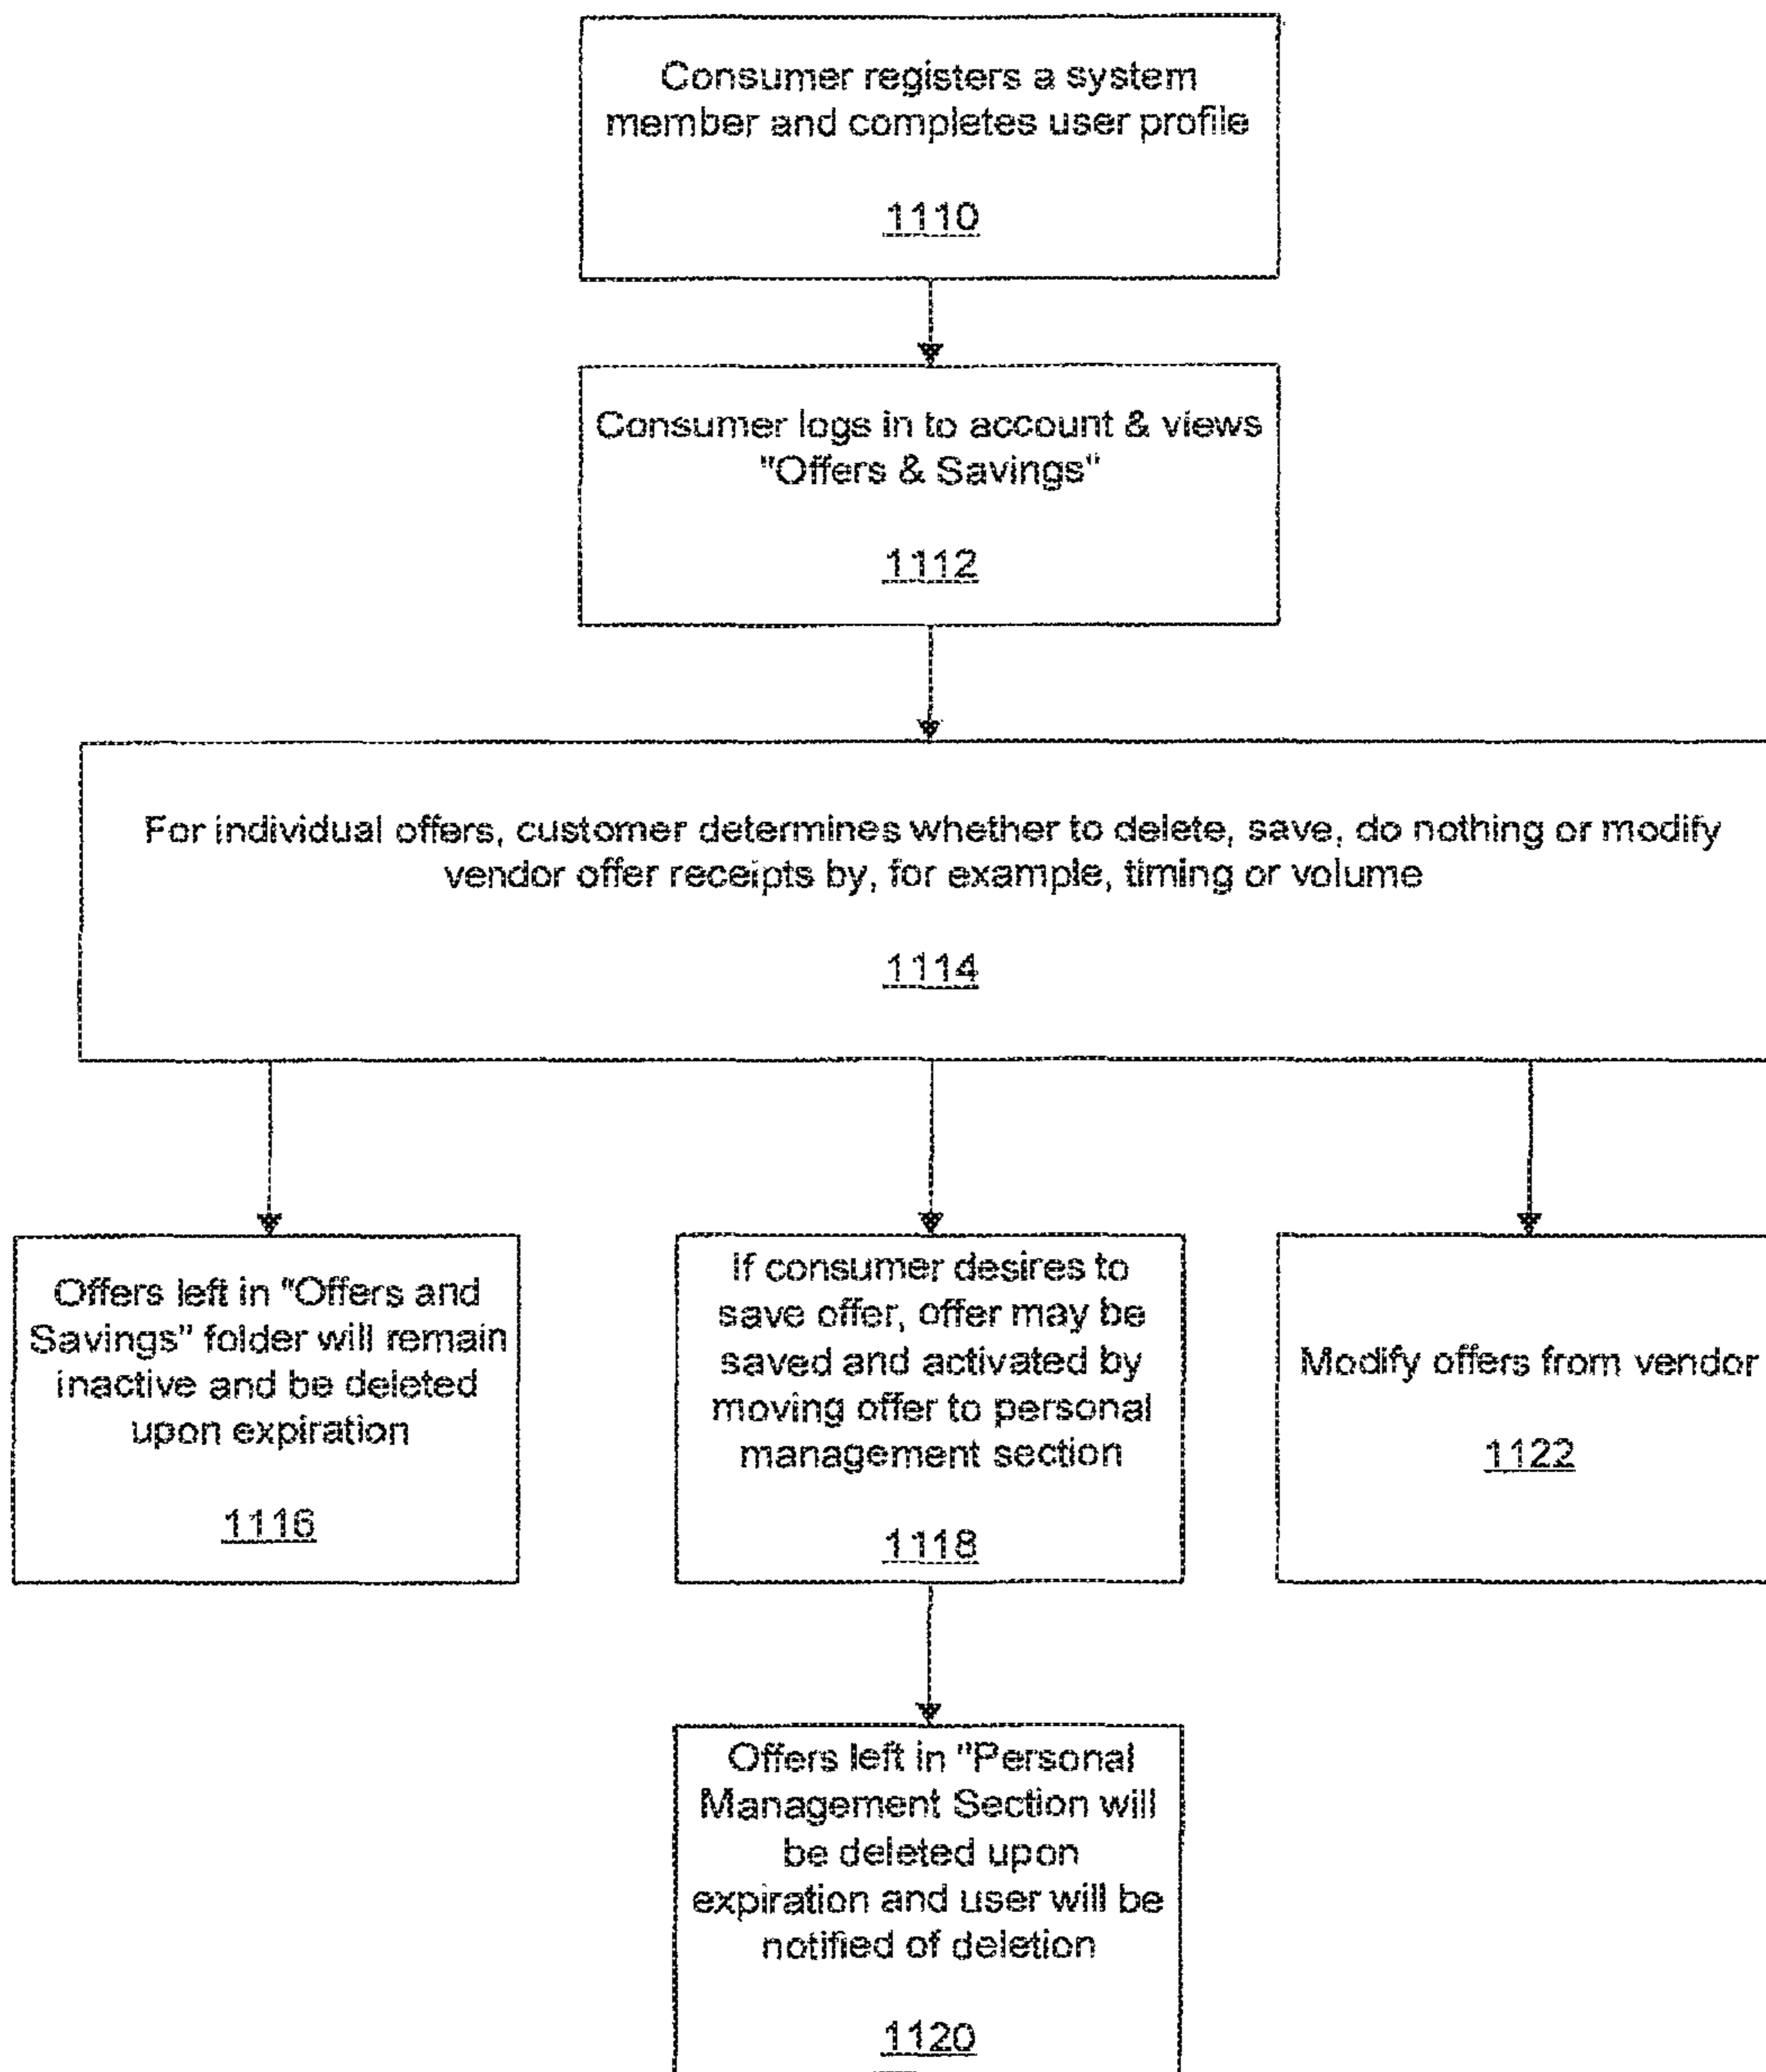 Consumer registers a system
member and completes user profile
1110
Consumer logs in to account & views
"Offers & Savings"
1112
For individual offers, customer determines whether to delete, save, do nothing or modify
vendor offer receipts by, for example, timing or volume
1114
Offers left in "Offers and
Savings" folder will remain
inactive and be deleted
upon expiration
1116
If consumer desires to
save offer, offer may be
saved and activated by
moving offer to personal
management section
1118
Modify offers from vendor
1122
Offers left in "Personal
Management Section will
be deleted upon
expiration and user will be
notified of deletion
1120